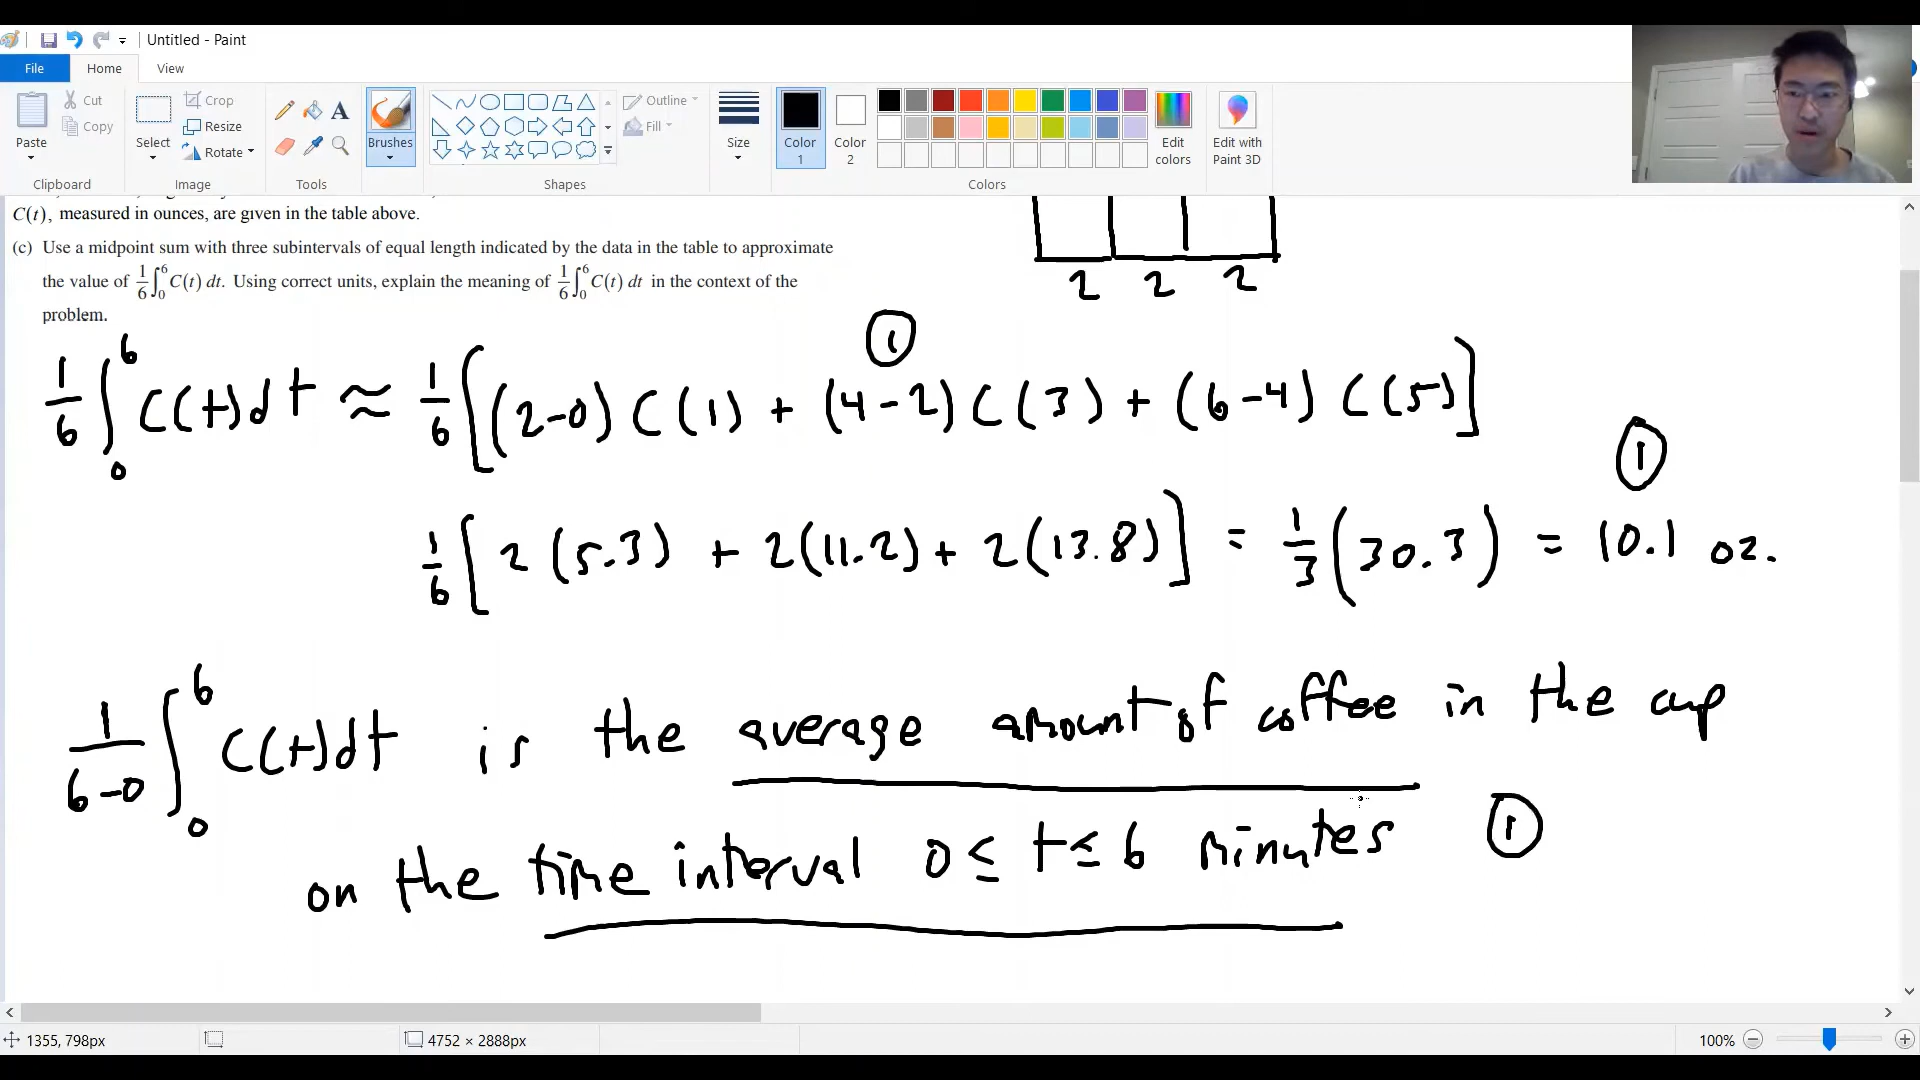 Untitled - Paint
File Home View
Paste Cut Copy Clipboard
Select Crop Resize Rotate Image
Tools
Brushes
Outline Fill Shapes
Size
Color 1 Color 2
Edit colors Edit with Paint 3D
Colors
C(t), measured in ounces, are given in the table above.
(c) Use a midpoint sum with three subintervals of equal length indicated by the data in the table to approximate
the value of 1/6 ∫₀⁶ C(t) dt. Using correct units, explain the meaning of 1/6 ∫₀⁶ C(t) dt in the context of the
problem.
2 2 2
①
1/6 ∫₀⁶ C(t)dt ≈ 1/6 [(2-0) C(1) + (4-2) C(3) + (6-4) C(5)]
①
1/6 [2(5.3) + 2(11.2) + 2(13.8)] = 1/3 (30.3) = 10.1 oz.
1/(6-0) ∫₀⁶ C(t)dt is the average amount of coffee in the cup
on the time interval 0 ≤ t ≤ 6 minutes ①
1355, 798px 4752 × 2888px 100%